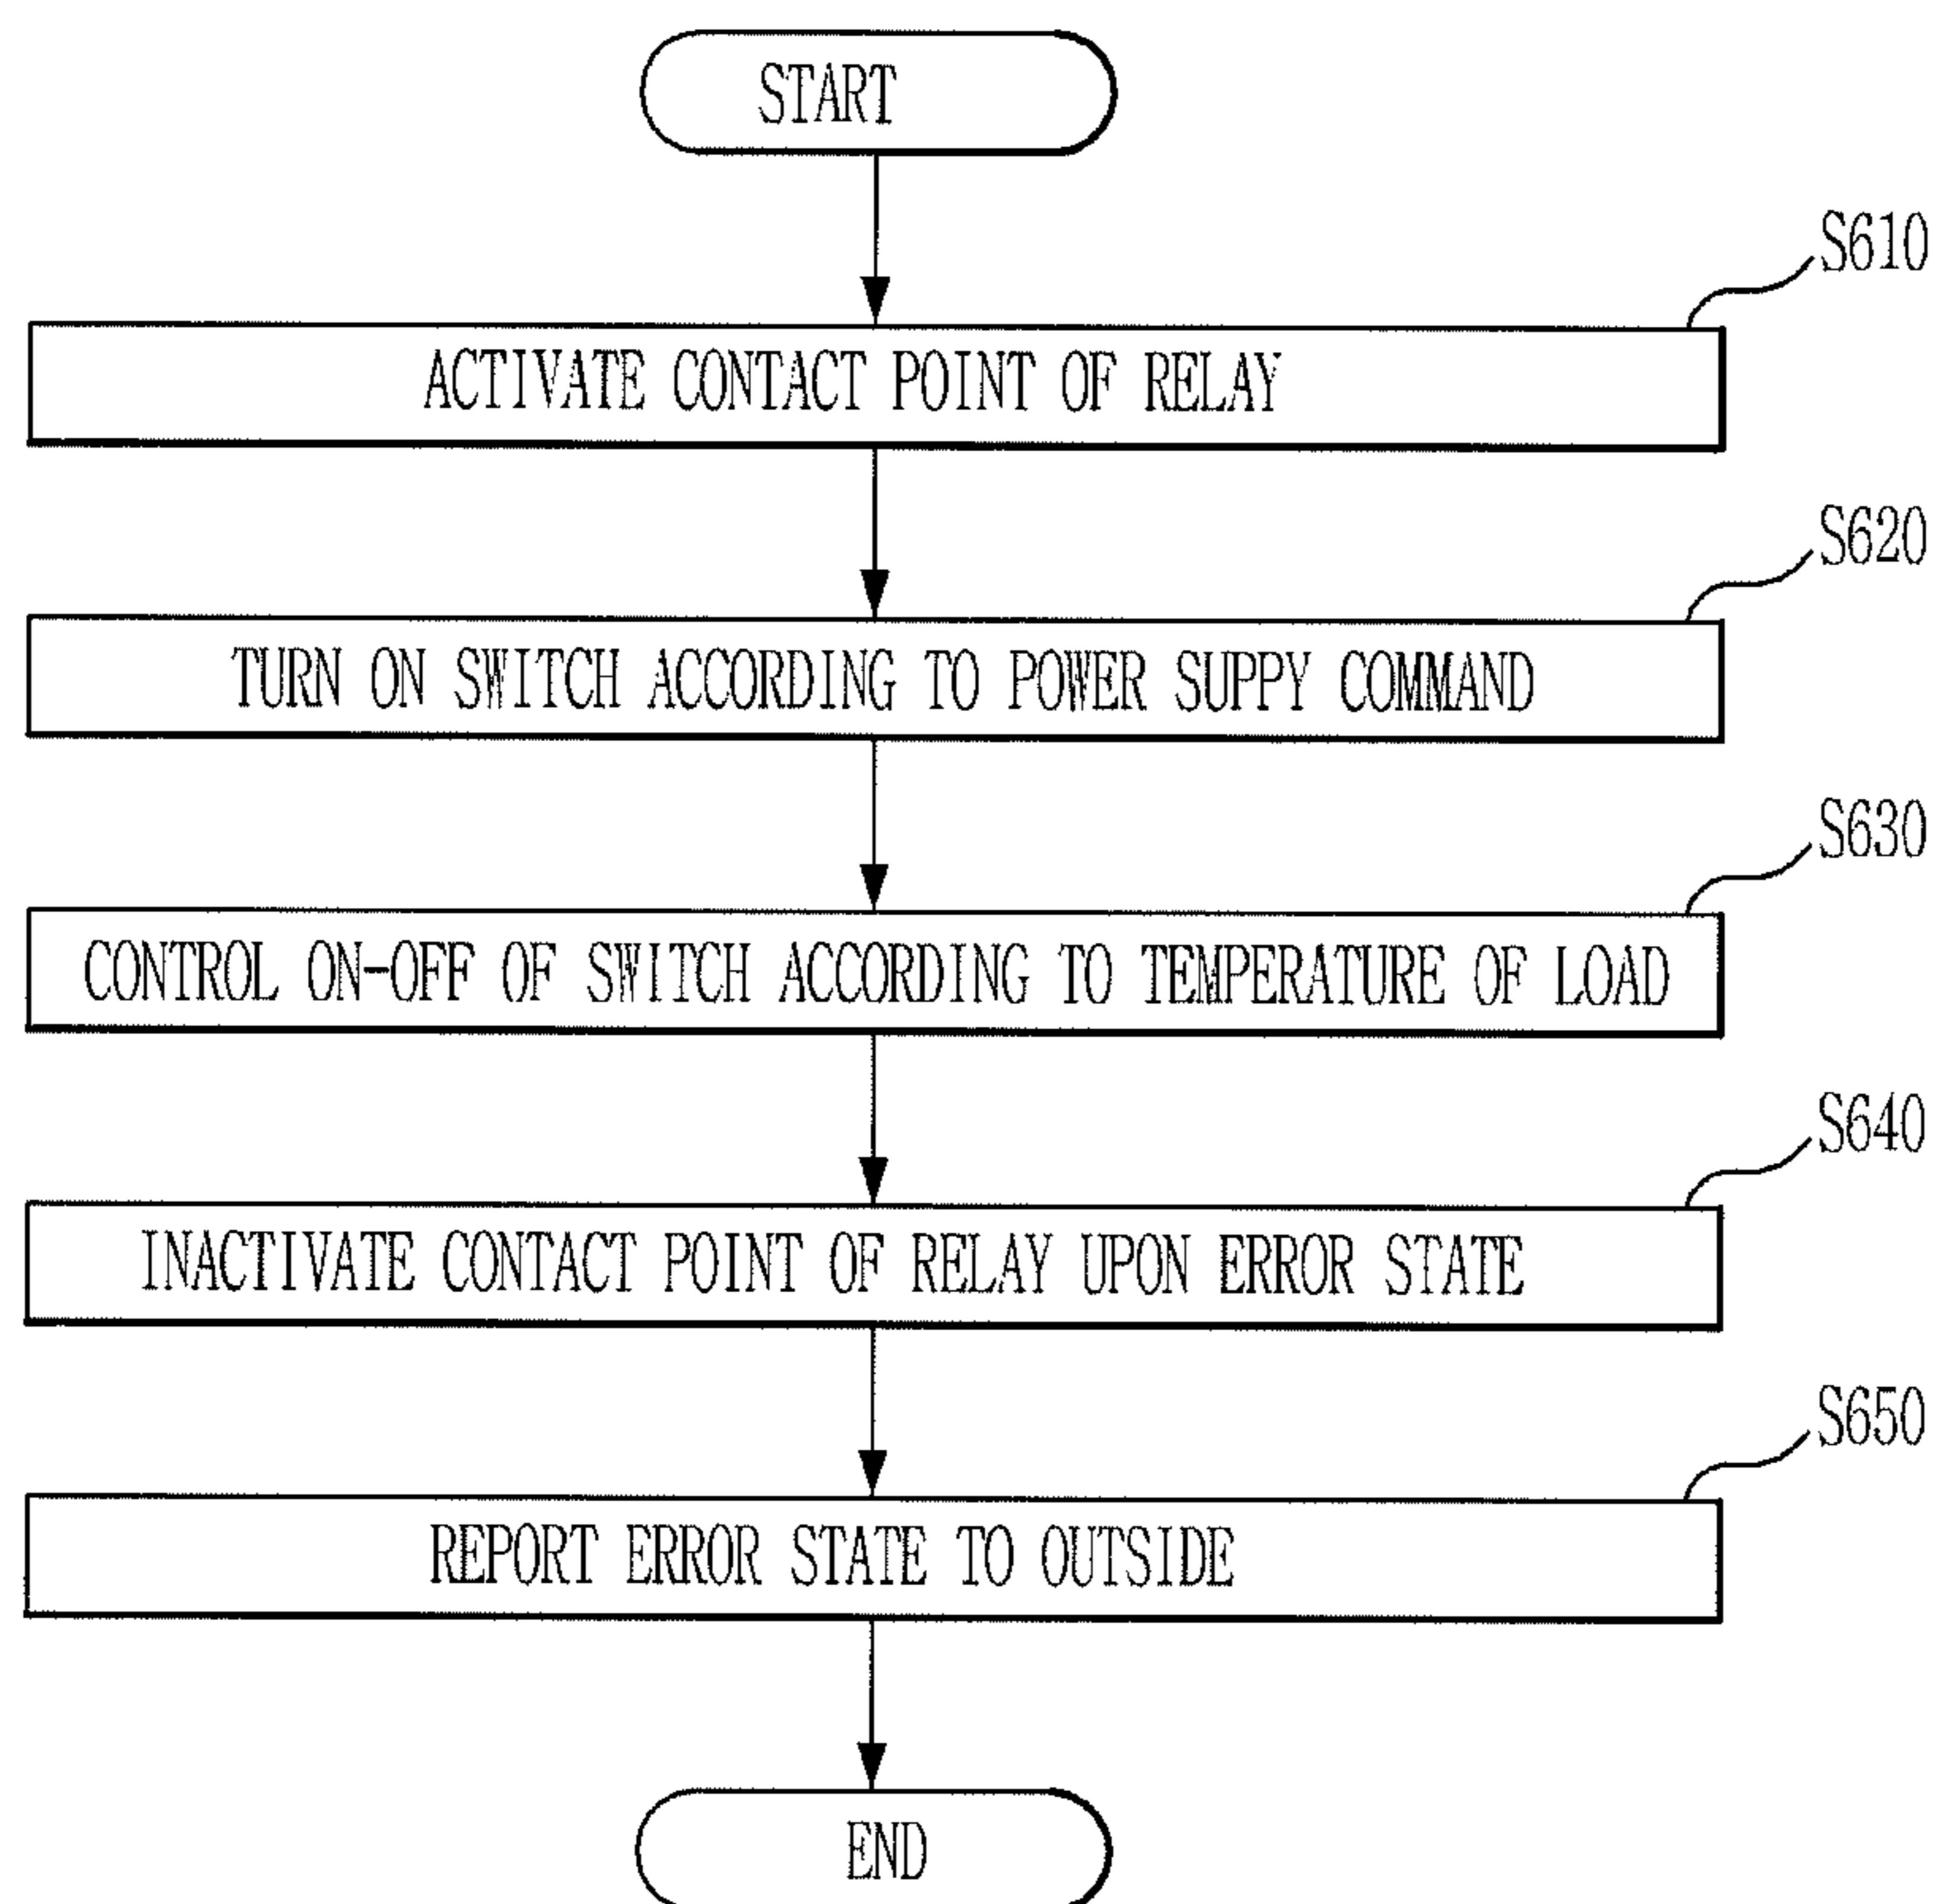 START
S610
ACTIVATE CONTACT POINT OF RELAY
S620
TURN ON SWITCH ACCORDING TO POWER SUPPY COMMAND
S630
CONTROL ON-OFF OF SWITCH ACCORDING TO TEMPERATURE OF LOAD
S640
INACTIVATE CONTACT POINT OF RELAY UPON ERROR STATE
S650
REPORT ERROR STATE TO OUTSIDE
END